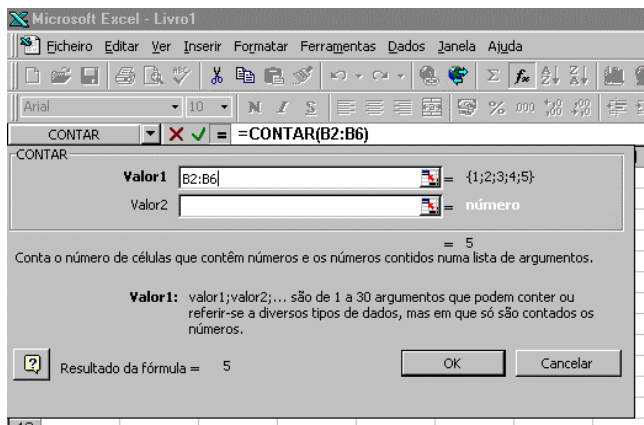 Microsoft Excel - Livro1
Ficheiro Editar Ver Inserir Formatar Ferramentas Dados Janela Ajuda
Arial 10 N I S % 000
CONTAR = =CONTAR(B2:B6)
CONTAR
Valor1 B2:B6 = {1;2;3;4;5}
Valor2 = número
= 5
Conta o número de células que contêm números e os números contidos numa lista de argumentos.
Valor1: valor1;valor2;... são de 1 a 30 argumentos que podem conter ou
referir-se a diversos tipos de dados, mas em que só são contados os
números.
Resultado da fórmula = 5
OK Cancelar